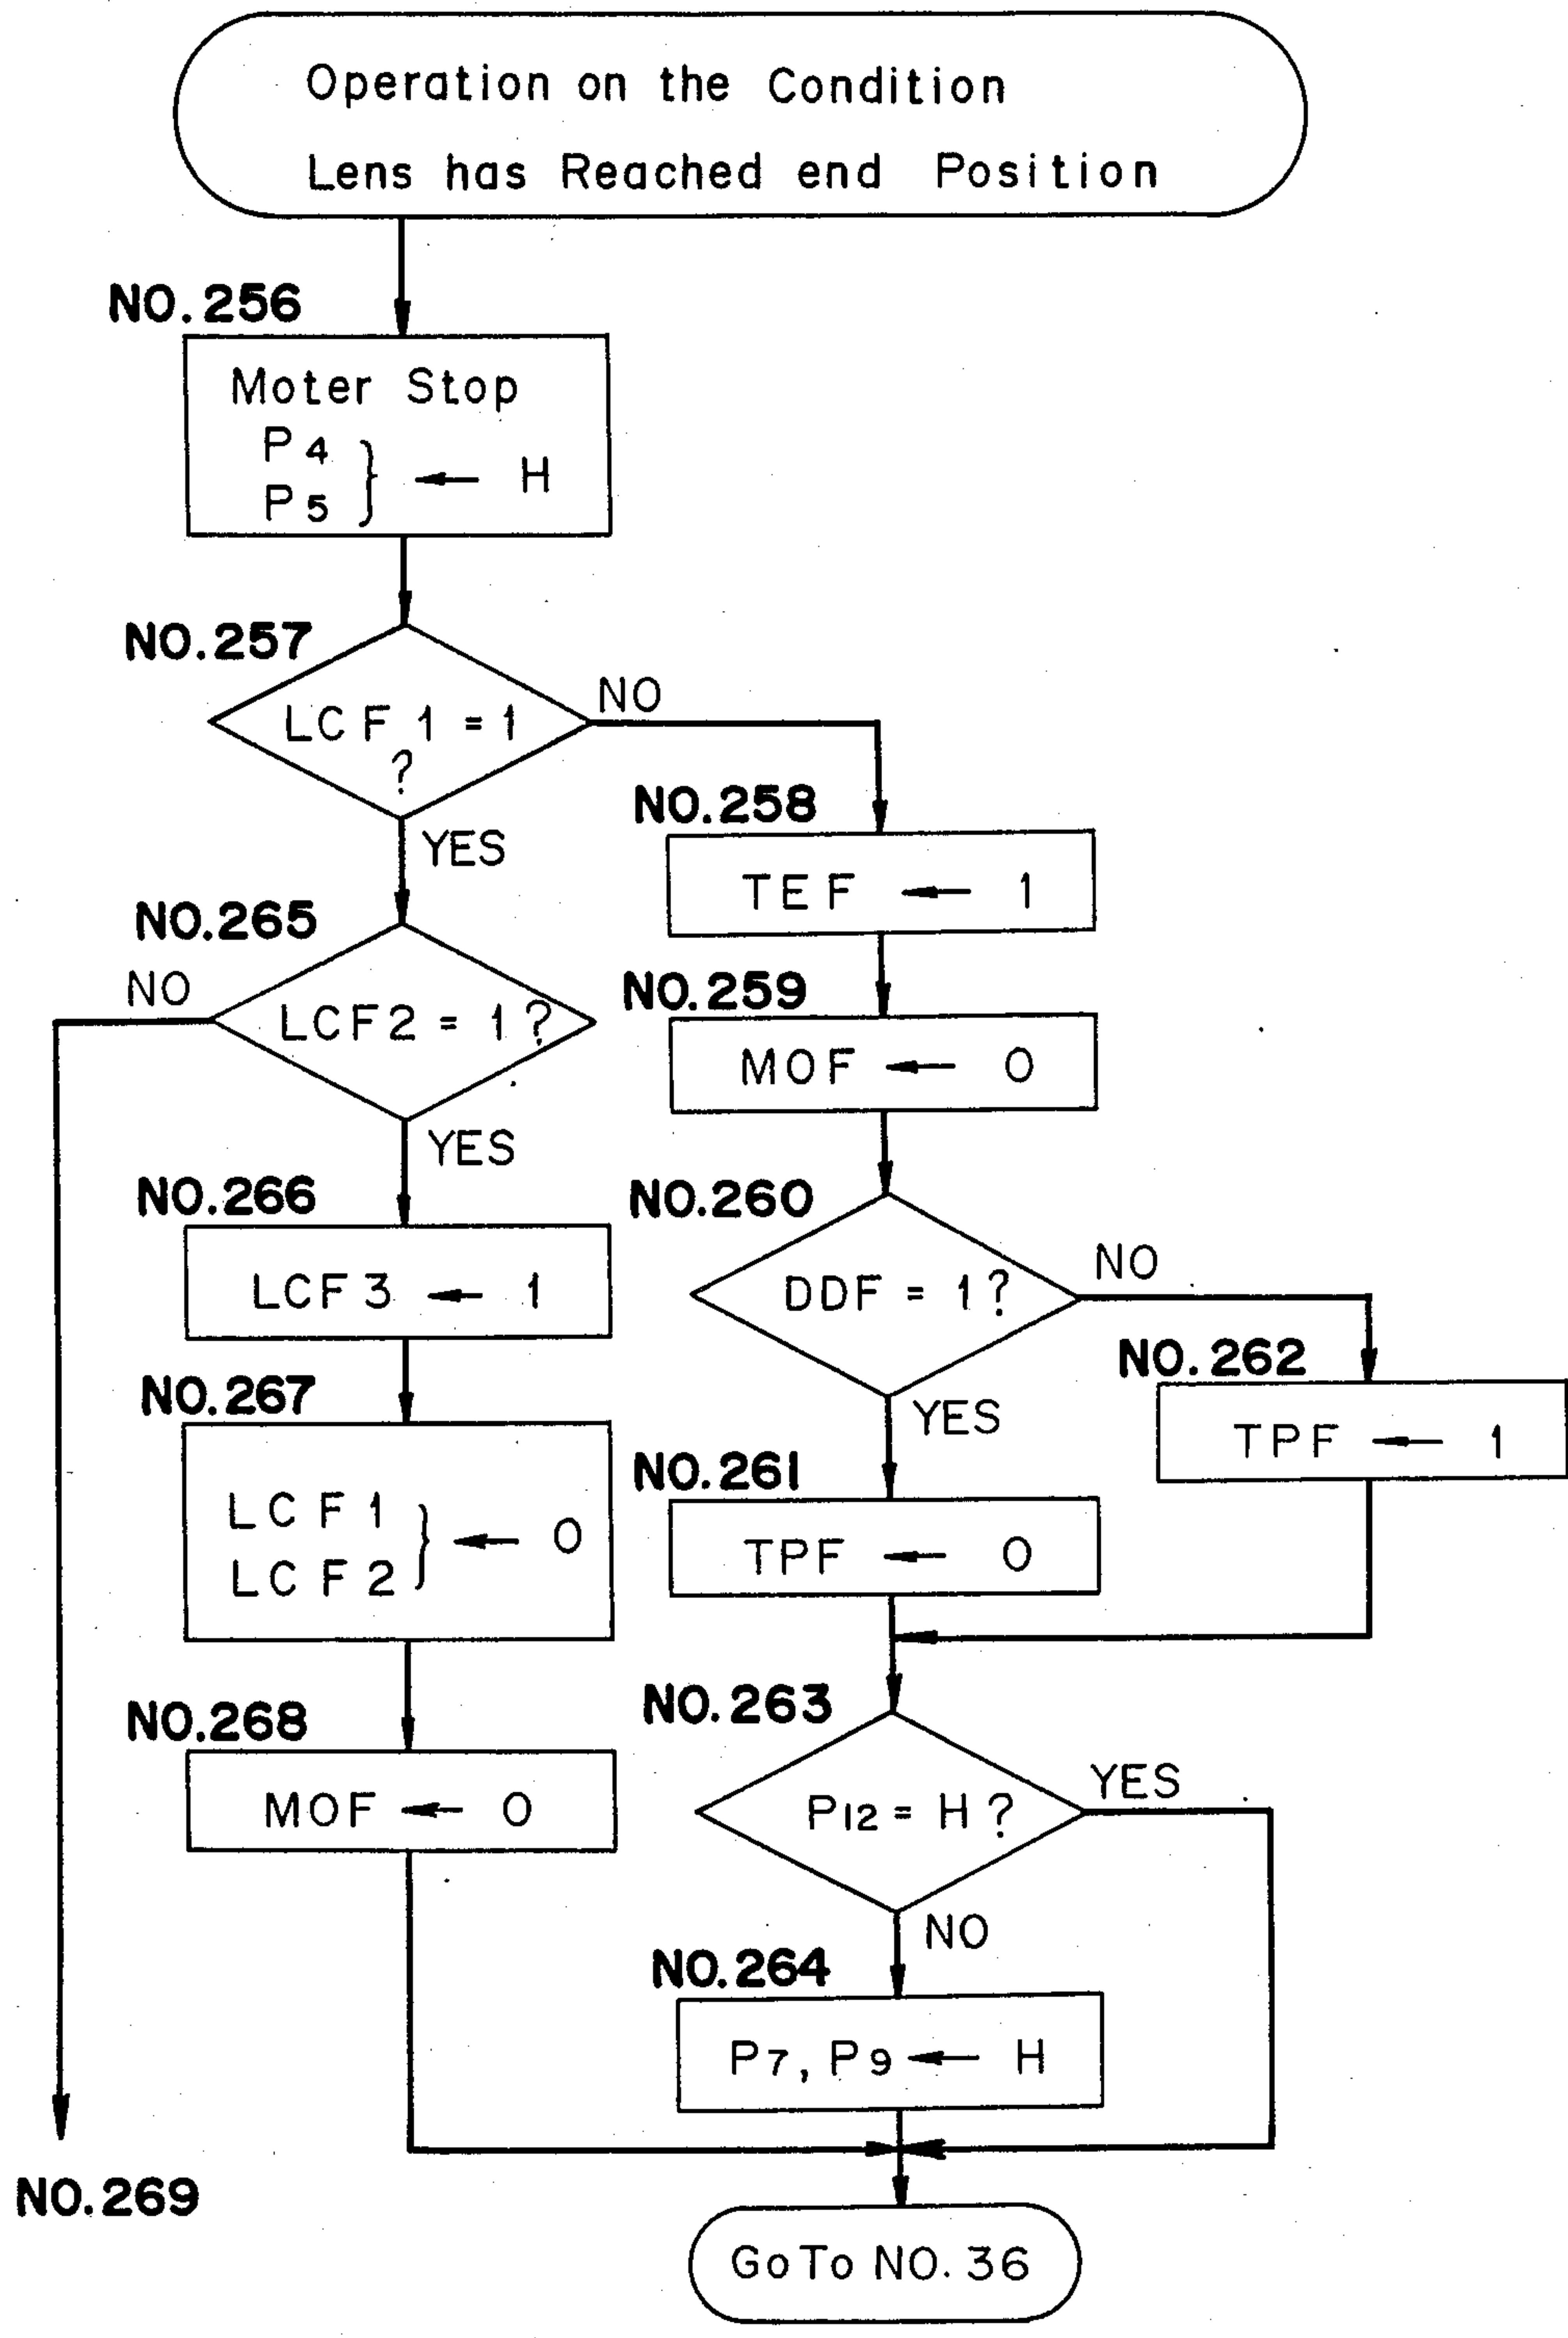 Operation on the Condition
Lens has Reached end Position
NO.256
Moter Stop
P4
P5 } ← H
NO.257
LCF 1 = 1
?
NO
YES
NO.258
TEF ← 1
NO.259
MOF ← 0
NO.260
DDF = 1 ?
NO
YES
NO.262
TPF ← 1
NO.261
TPF ← 0
NO.263
P12 = H ?
YES
NO
NO.264
P7, P9 ← H
NO.265
LCF2 = 1 ?
NO
YES
NO.266
LCF 3 ← 1
NO.267
LCF 1
LCF 2 } ← 0
NO.268
MOF ← 0
NO.269
Go To NO. 36